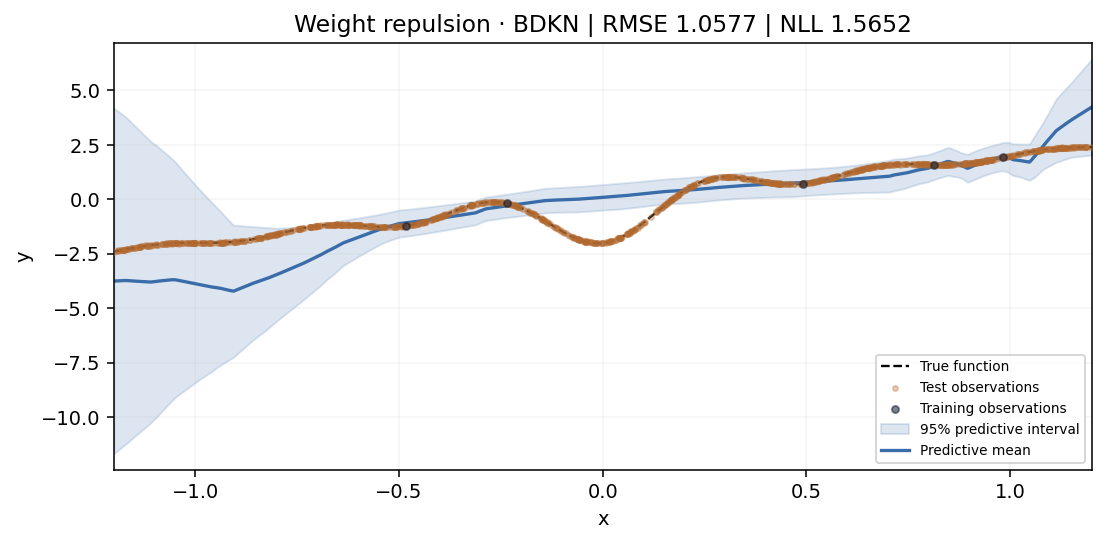 Weight repulsion · BDKN | RMSE 1.0577 | NLL 1.5652
y
5.0
2.5
0.0
−2.5
−5.0
−7.5
−10.0
True function
Test observations
Training observations
95% predictive interval
Predictive mean
−1.0 −0.5 0.0 0.5 1.0
x